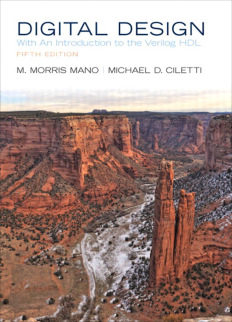 DIGITAL DESIGN
With An Introduction to the Verilog HDL
FIFTH EDITION
M. MORRIS MANO | MICHAEL D. CILETTI